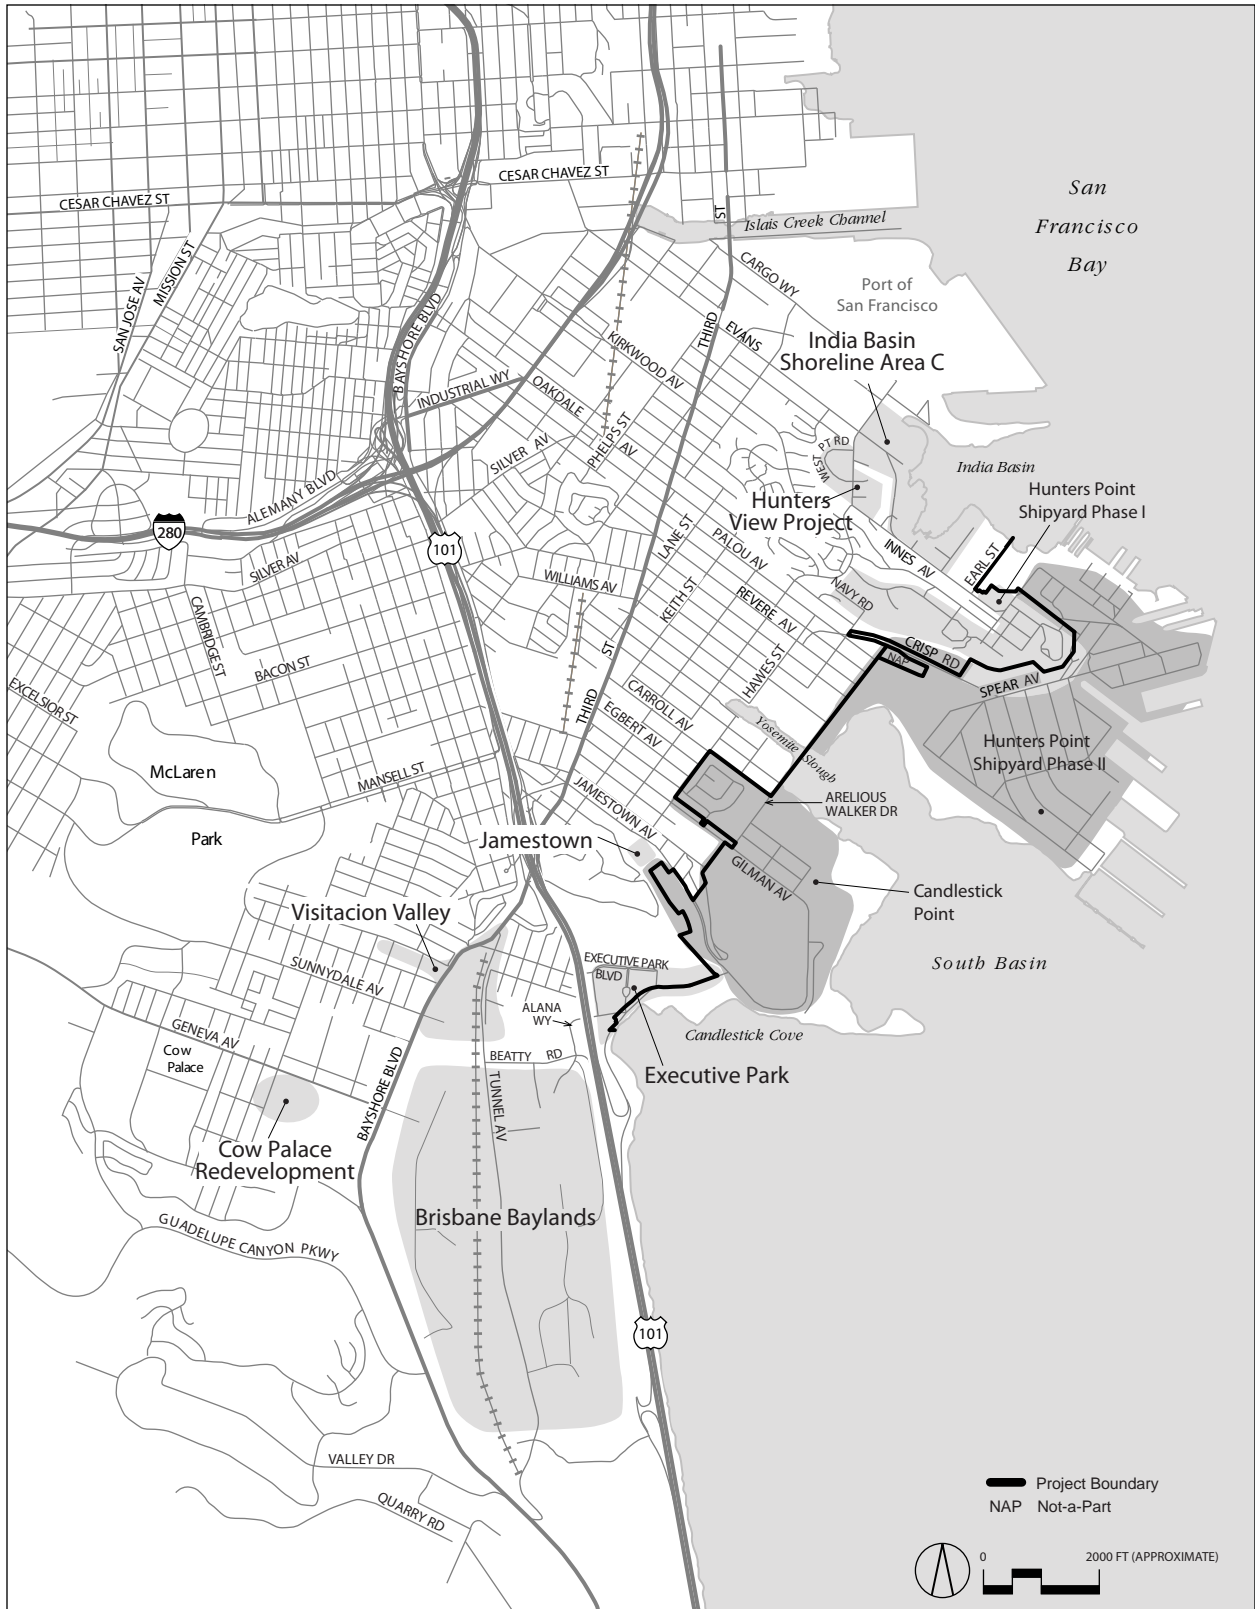 CESAR CHAVEZ ST
CESAR CHAVEZ ST
San
Francisco
Bay
ST
Islais Creek Channel
MISSION ST
SAN JOSE AV
CARGO WY
Port of
San Francisco
BAYSHORE BLVD
THIRD
EVANS
India Basin
Shoreline Area C
KIRKWOOD AV
INDUSTRIAL WY
OAKDALE
AV
PHELPS ST
SILVER AV
WEST
PT RD
India Basin
ALEMANY BLVD
Hunters
View Project
Hunters Point
Shipyard Phase I
280
101
LANE ST
PALOU AV
INNES AV
EARL ST
SILVER AV
WILLIAMS AV
KEITH ST
REVERE AV
NAVY RD
CAMBRIDGE ST
BACON ST
ST
HAWES ST
CRISP RD
NAP
SPEAR AV
EXCELSIOR ST
THIRD
CARROLL AV
EGBERT AV
Yosemite Slough
Hunters Point
Shipyard Phase II
McLaren
Park
MANSELL ST
JAMESTOWN AV
ARELIOUS
WALKER DR
Jamestown
GILMAN AV
Candlestick
Point
Visitacion Valley
SUNNYDALE AV
EXECUTIVE PARK
BLVD
South Basin
ALANA
WY
GENEVA AV
Cow
Palace
Candlestick Cove
BEATTY RD
Executive Park
BAYSHORE BLVD
TUNNEL AV
Cow Palace
Redevelopment
Brisbane Baylands
GUADELUPE CANYON PKWY
101
VALLEY DR
QUARRY RD
Project Boundary
NAP Not-a-Part
0 2000 FT (APPROXIMATE)